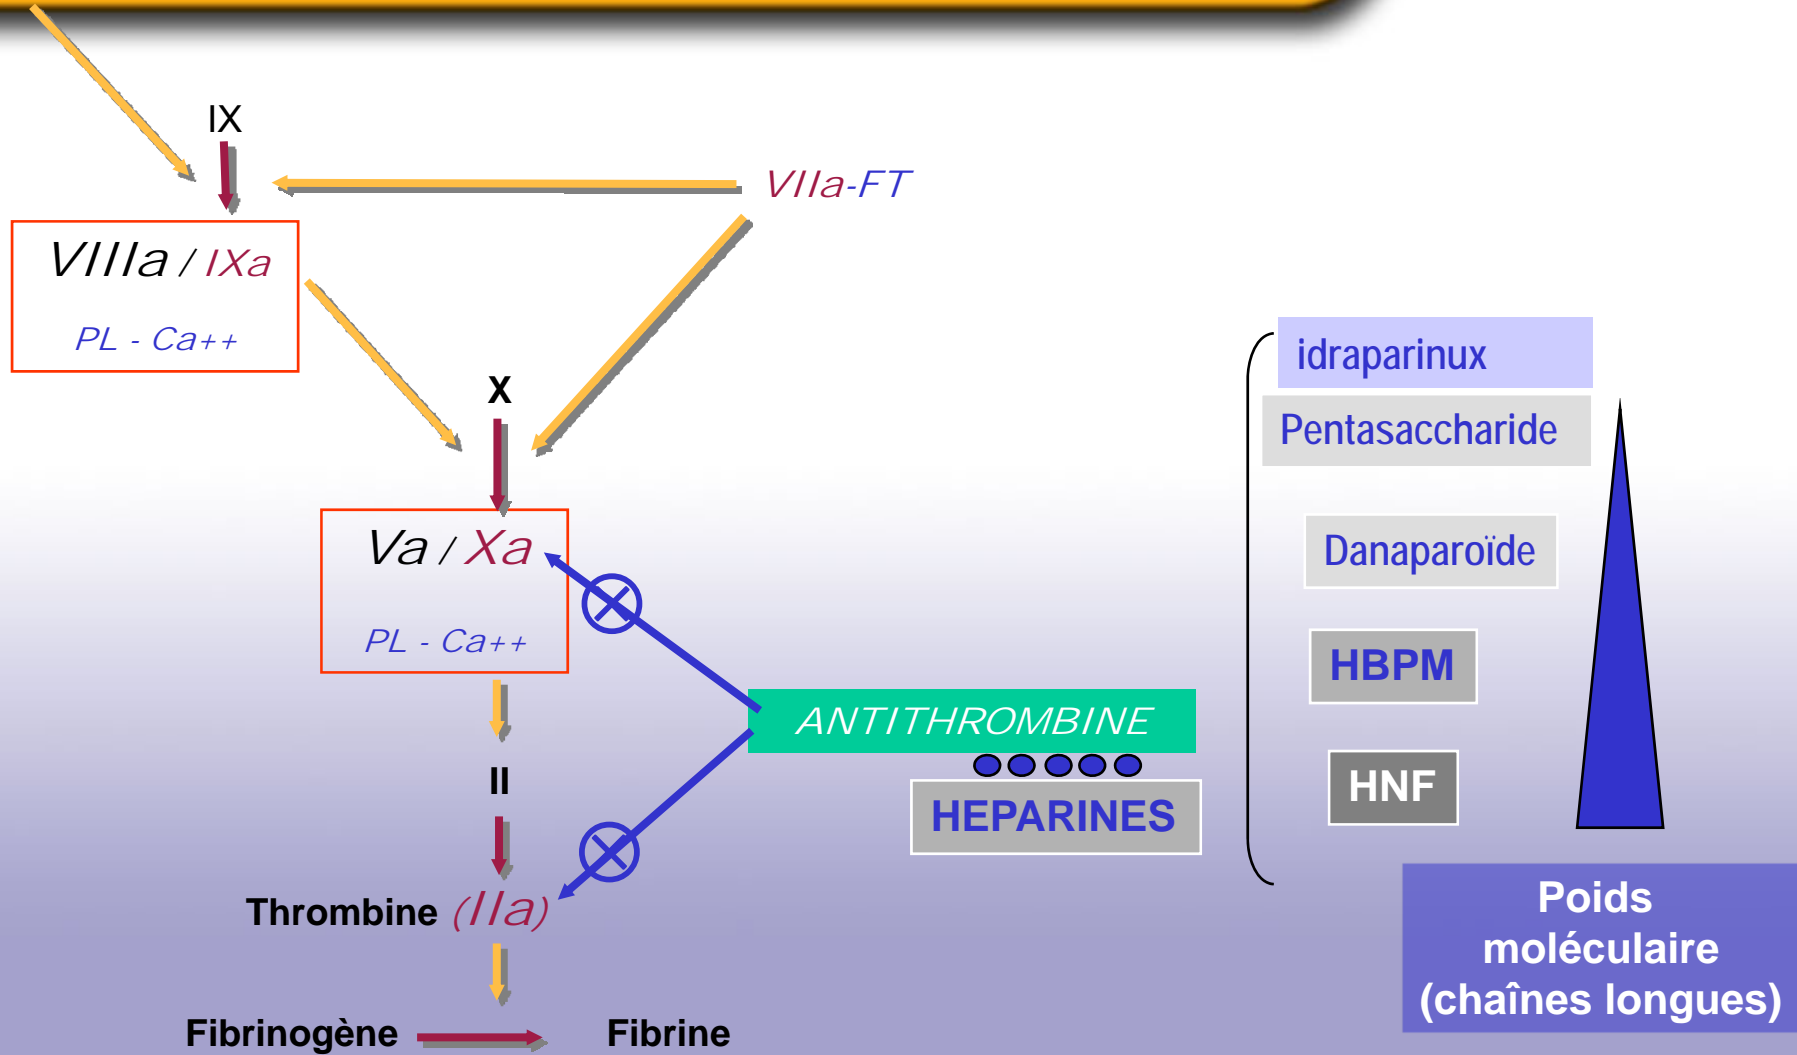 IX
VIIa-FT
VIIIa / IXa
PL - Ca++
X
Va / Xa
PL - Ca++
II
Thrombine (IIa)
Fibrinogène
Fibrine
ANTITHROMBINE
HEPARINES
idraparinux
Pentasaccharide
Danaparoïde
HBPM
HNF
Poids
moléculaire
(chaînes longues)